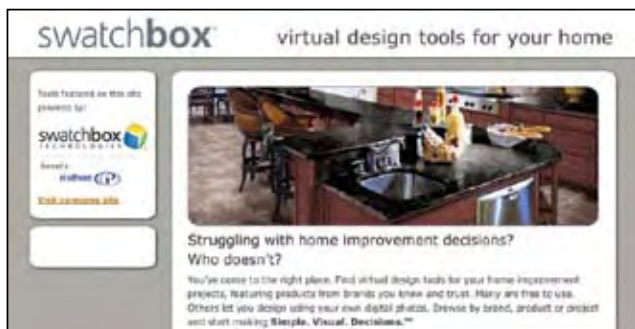 swatchbox
virtual design tools for your home
Tools featured on this site
powered by:
swatchbox
TECHNOLOGIES
Visit company site
Struggling with home improvement decisions?
Who doesn't?
You've come to the right place. Find virtual design tools for your home improvement
projects, featuring products from brands you know and trust. Many are free to use.
Others let you design using your own digital photos. Browse by brand, product or project
and start making Simple. Visual. Decisions.™